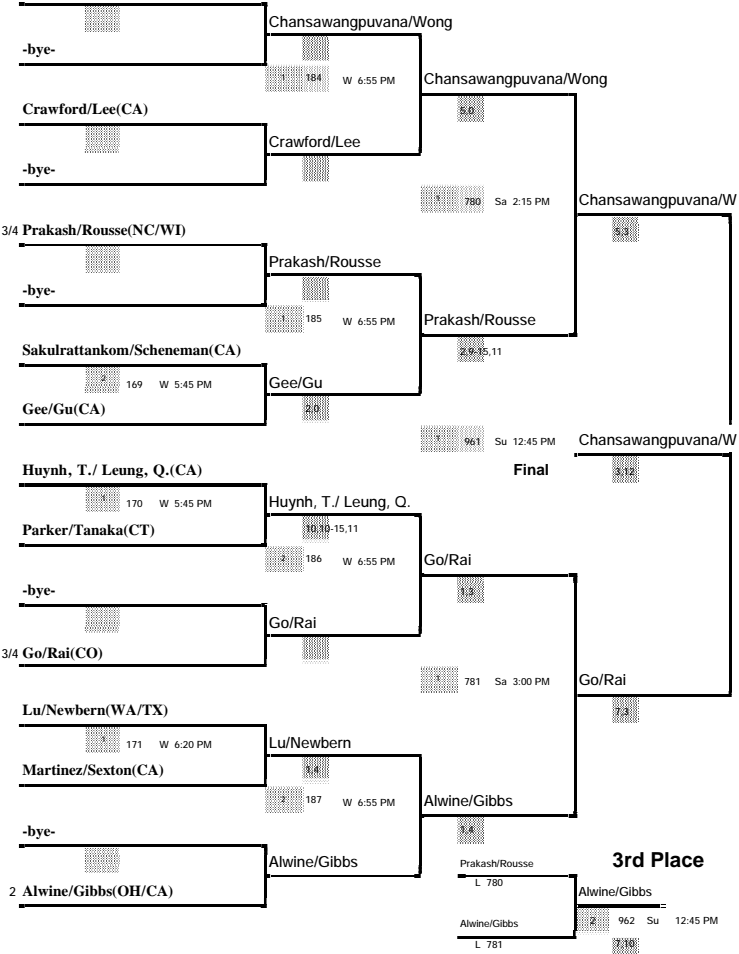 Chansawangpuvana/Wong
-bye-
1 184 W 6:55 PM
Chansawangpuvana/Wong
Crawford/Lee(CA)
5,0
Crawford/Lee
-bye-
1 780 Sa 2:15 PM
Chansawangpuvana/W
3/4 Prakash/Rousse(NC/WI)
5,3
Prakash/Rousse
-bye-
1 185 W 6:55 PM
Prakash/Rousse
Sakulrattankom/Scheneman(CA)
2,9-15,11
2 169 W 5:45 PM
Gee/Gu
Gee/Gu(CA)
2,0
1 961 Su 12:45 PM
Chansawangpuvana/W
Final
3,12
Huynh, T./ Leung, Q.(CA)
1 170 W 5:45 PM
Huynh, T./ Leung, Q.
Parker/Tanaka(CT)
10,10-15,11
2 186 W 6:55 PM
Go/Rai
-bye-
1,3
Go/Rai
3/4 Go/Rai(CO)
1 781 Sa 3:00 PM
Go/Rai
Lu/Newbern(WA/TX)
7,3
1 171 W 6:20 PM
Lu/Newbern
Martinez/Sexton(CA)
1,4
2 187 W 6:55 PM
Alwine/Gibbs
-bye-
1,4
Alwine/Gibbs
2 Alwine/Gibbs(OH/CA)
3rd Place
Prakash/Rousse
L 780
Alwine/Gibbs
Alwine/Gibbs
2 962 Su 12:45 PM
L 781
7,10